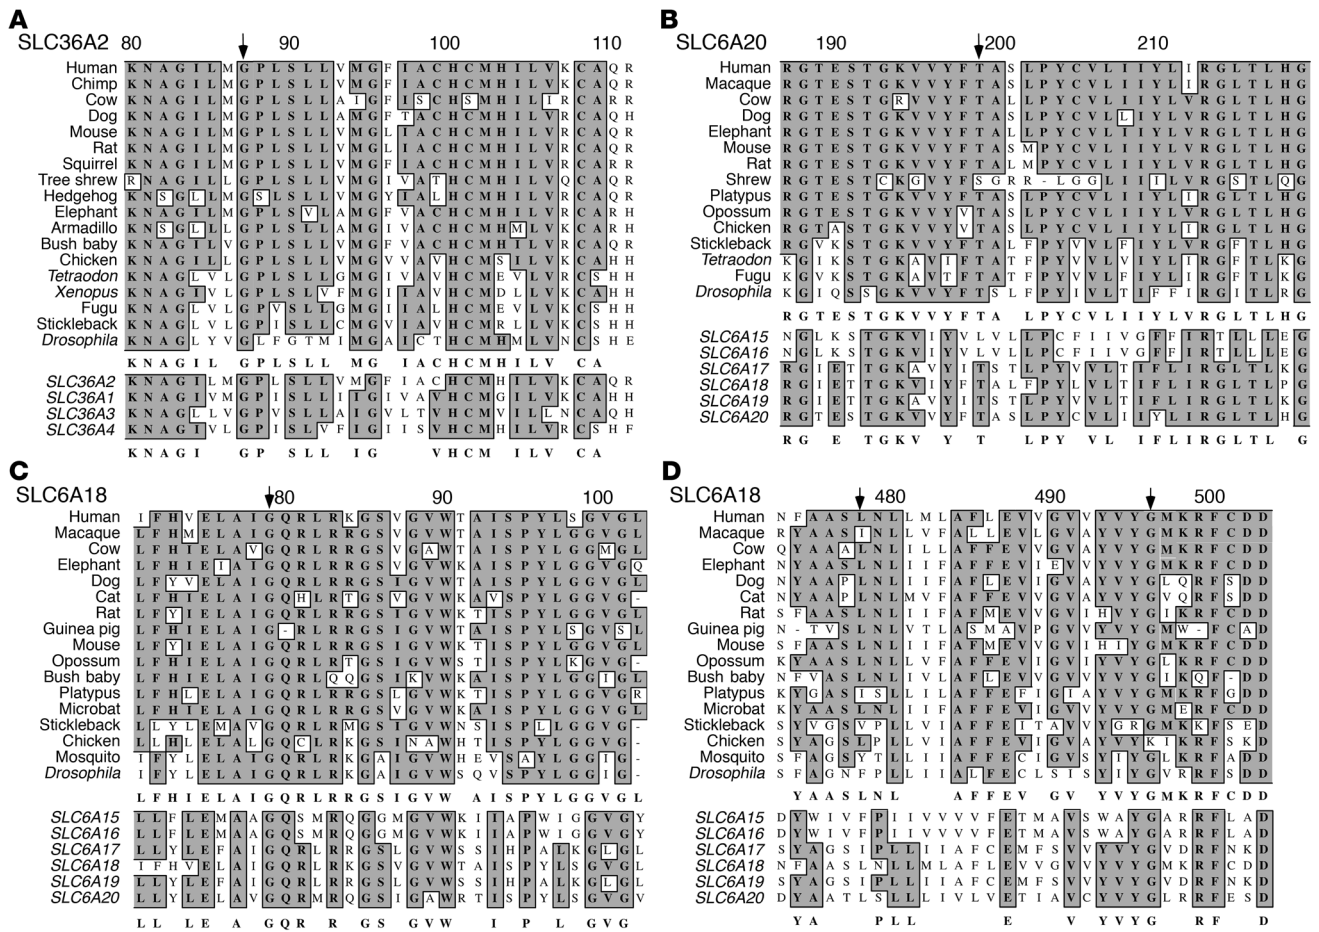 A
SLC36A2 80 90 100 110
Human K N A G I L M G P L S L L V M G F I A C H C M H I L V K C A Q R
Chimp K N A G I L M G P L S L L V M G F I A C H C M H I L V K C A Q R
Cow K N A G I L M G P L S L L A I G F I S C H S M H I L I R C A R R
Dog K N A G I L M G P L S L L A M G F T A C H C M H I L V R C A Q H
Mouse K N A G I L M G P L S L L V M G L I A C H C M H I L V R C A Q R
Rat K N A G I L M G P L S L L V M G L I A C H C M H I L V R C A Q R
Squirrel K N A G I L M G P L S L L V M G L I A C H C M H I L V R C A R R
Tree shrew R N A G I L L G P L S L L V M G I V T H C M H I L V Q C A Q R
Hedgehog K N S G L L M G S L S L L V M G Y I A L H C M H I L V K C A R R
Elephant K N A G I L M G P L S V L A M G F V A C H C M H I L V K C A R H
Armadillo K N S G L L L G P L S L L V M G I V A C H C M H M L V K C A R H
Bush baby K N A G I L V G P L S L L V M G F V A C H C M H I L V K C A Q R
Chicken K N A G I L L G P L S L L V M G V V A V H C M S I L V K C A H H
Tetraodon K N A G L V L G P L S L L G M G I V A V H C M E V L V R C S H H
Xenopus K N A G I V L G P L S L V F M G I I A V H C M D L L V K C A H H
Fugu K N A G L V L G P L V S L L G M G I I A L H C M E V L V K C S H H
Stickleback K N A G L V L G P I S L L C M G V I A V H C M R L L V K C S H H
Drosophila K N A G L Y V G L F G T M I M G A I C T H C M H M L V N C S H E
K N A G I L G P L S L L M G I A C H C M H I L V C A
SLC36A2 K N A G I L M G P L S L L V M G F I A C H C M H I L V K C A Q R
SLC36A1 K N A G I V M G P I S L L I I G I V A V H C M G I L V K C A H H
SLC36A3 K N A G L L V G P V S L L A I G V L T V H C M V I L L N C A Q H
SLC36A4 K N A G I V L G P I S L V F I G I I S V H C M H I L V R C S H F
K N A G I G P S L L I G V H C M I L V C A
B
SLC6A20 190 200 210
Human R G T E S T G K V V Y F T A S L P Y C V L I I Y L I R G L T L H G
Macaque R G T E S T G K V V Y F T A S L P Y C V L I I Y L I R G L T L H G
Cow R G T E S T R K V V Y F T A L L P Y C V L I I Y L V R G L T L H G
Dog R G T E S T G K V V Y F T A S L P Y C V L L I Y L V R G L T L H G
Elephant R G T E S T G K V V Y F T A L L P Y C V L I I Y L V R G L T L H G
Mouse R G T E S T G K V V Y F T A S M P Y C V L I I Y L V R G L T L H G
Rat R G T E S T G K V V Y F T A L M P Y C V L I I Y L V R G L T L H G
Shrew R G T E S T C K G V Y F S G R R - L G G L I I I L V R G S T L Q G
Platypus R G T E S T G K V V Y F T A S L P Y C V L I I Y L I R G L T L H G
Opossum R G T E S T G K V V Y V T A S L P Y C V L I I Y L V R G L T L H G
Chicken R G T A S T G K V V Y V T A S L P Y C V L I I Y L I R G L T L H G
Stickleback R G V K S T G K V V Y F T A L F P Y V V L F I Y L V R G F T L H G
Tetraodon K G V K S T G K A V I F T A T F P Y V V L F I Y L V R G F T L K G
Fugu K G V K S T G K A V T F T A T F P Y V V L F I Y L I R G F T L K G
Drosophila K G I Q S S G K V V Y F T S L F P Y I V L T I F F I R G I T L R G
R G T E S T G K V V Y F T A L P Y C V L I I Y L V R G L T L H G
SLC6A15 N G L K S T G K V I Y V L V L L P C F I I V G F F I R T L L L E G
SLC6A16 N G L K S T G K V I Y L V L V L P C F I I V G F F I R T L L L E G
SLC6A17 R G I E T T G K A V Y I T S T L P Y V V L T I F L I R G L T L K G
SLC6A18 R G I E T T G K V I Y F T A L F P Y L V L T I F L I R G L T L P G
SLC6A19 R G I E T T G K A V Y I T S T L P Y V V L T I F L I R G L T L K G
SLC6A20 R G T E S T G K V V Y F T A S L P Y C V L I I Y L I R G L T L H G
R G E T G K V Y T L P Y V L I F L I R G L T L G
C
SLC6A18 80 90 100
Human I F H V E L A I G Q R L R K G S V G V W T A I S P Y L S G V G L
Macaque L F H M E L A I G Q R L R R G S V G V W T A I S P Y L G G V G L
Cow L F H I E L A V G Q R L R R G S V G A W T A I S P Y L G G M G L
Elephant L F H I E I A I G Q R L R R G S V G V W K A I S P Y L G G V G Q
Dog L F Y V E L A I G Q R L R R G S I G V W T A I S P Y L G G V G L
Cat L F H I E L A I G Q H L R T G S V G V W K A V S P Y L G G V G -
Rat L F Y I E L A I G Q R L R R G S I G V W K T I S P Y L G G V G L
Guinea pig L F H I E L A I G - R L R R G S I G V W T A I S P Y L S G V S L
Mouse L F Y I E L A I G Q R L R R G S I G V W K T I S P Y L G G V G L
Opossum L F H I E L A I G Q R L R T G S I G V W S T I S P Y L K G V G -
Bush baby L F H I E L A I G Q R L Q Q G S I K V W T A I S P Y L G G I G L
Platypus L F H L E L A I G Q R L R R G S L G V W K T I S P Y L G G V G R
Microbat L F H I E L A I G Q R L R R G S V G V W K A I S P Y L G G V G L
Stickleback L L Y L E M A V G Q R L R M G S I G V W N S I S P L L G G V G -
Chicken L L H L E L A L G Q C L R K G S I N A W H T I S P Y L G G V G -
Mosquito I F Y L E L A I G Q R L R K G A I G V W H E V S A Y L G G I G -
Drosophila I F Y L E L A I G Q R L R K G A I G V W S Q V S P Y L G G I G -
L F H I E L A I G Q R L R R G S I G V W A I S P Y L G G V G L
SLC6A15 L L F L E M A A G Q S M R Q G G M G V W K I I A P W I G G V G Y
SLC6A16 L L F L E M A A G Q S M R Q G G M G V W K I I A P W I G G V G Y
SLC6A17 L L Y L E F A I G Q R L R R G S L G V W S S I H P A L K G L G L
SLC6A18 I F H V E L A I G Q R L R K G S V G V W T A I S P Y L S G V G L
SLC6A19 L L Y L E F A I G Q R L R R G S L G V W S S I H P A L K G L G L
SLC6A20 L L Y L E L A V G Q R M R Q G S I G A W R T I S P Y L S G V G V
L L L E A G Q R R G S G V W I P L G V G
D
SLC6A18 480 490 500
Human N F A A S L N L L M L A F L E V V G V V Y V Y G M K R F C D D
Macaque R Y A A S I N L L V F A L L E V L G V A Y V Y G M K R F C D D
Cow Q Y A A A L N L I L L A F F E V V G V V Y V Y G M K R F C D D
Elephant N Y A A S L N L I I F A F F E V I E V V Y V Y G M K R F C D D
Dog N Y A A P L N L I I F A F L E V I G V A Y V Y G L Q R F S D D
Cat N Y A A P L N L M V F A F F E V V G V A Y V Y G V Q R F S D D
Rat S F A A S L N L I I F A F M E V V G V I H V Y G I K R F C D D
Guinea pig N - T V S L N L V T L A S M A V P G V V Y V Y G M W - F C A D
Mouse S F A A S L N L I I F A F M E V V G V I H I Y G M K R F C D D
Opossum K Y A A S L N L L V F A F F E V I G V I Y V Y G L K R F C D D
Bush baby N F V A S L N L L V F A F L E V V G V V Y V Y G I K Q F - D D
Platypus K Y G A S I S L L I L A F F E F I G I A Y V Y G M K R F G D D
Microbat K Y A A S L N L L V L A F F E V V G V V Y V Y G M E R F C D D
Stickleback S Y V G S V P L L V I A F F E I T A V V Y G R G M K K F S E D
Chicken S Y A G S L P L L V I A F F E V I G V A Y V Y K I K R F S K D
Mosquito S F A G S Y T L L I I A F F E C I G V S Y I Y G L K R F A D D
Drosophila S F A G N F P L I I I A L F E C L S I S Y I Y G V R R F S D D
Y A A S L N L A F F E V G V Y V Y G M K R F C D D
SLC6A15 D Y W I V F P I I V V V V F E T M A V S W A Y G A R R F L A D
SLC6A16 D Y W I V F P I I V V V V F E T M A V S W A Y G A R R F L A D
SLC6A17 S Y A G S I P L L I I A F C E M F S V V Y V Y G V D R F N K D
SLC6A18 N F A A S L N L L M L A F L E V V G V V Y V Y G M K R F C D D
SLC6A19 S Y A G S I P L L I I A F C E M F S V V Y V Y G V D R F N K D
SLC6A20 D Y A A T L S L L I V L V E T I A V C Y V Y G L R R F E S D
Y A P L L E V Y V Y G R F D